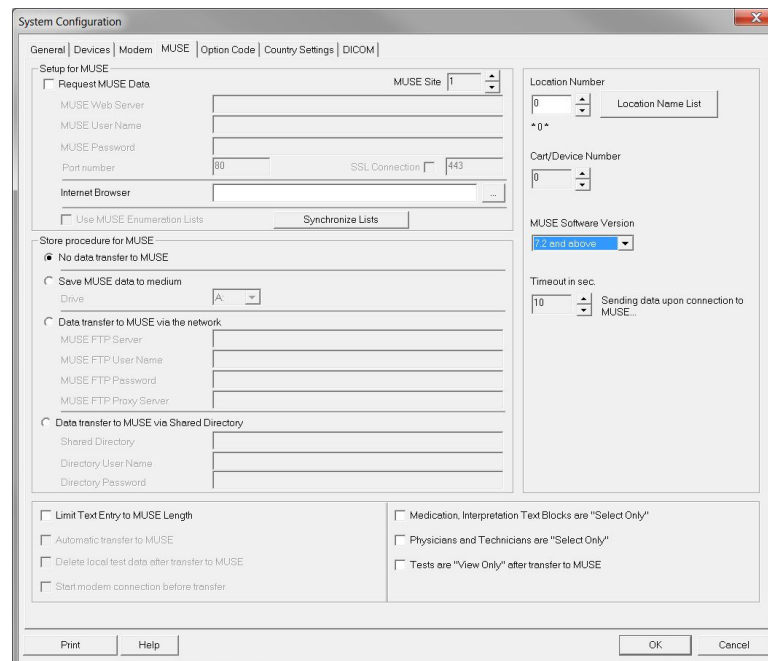 System Configuration
General Devices Modem MUSE Option Code Country Settings DICOM
Setup for MUSE
Request MUSE Data
MUSE Site 1
MUSE Web Server
MUSE User Name
MUSE Password
Port number 80 SSL Connection 443
Internet Browser ...
Use MUSE Enumeration Lists Synchronize Lists
Store procedure for MUSE
No data transfer to MUSE
Save MUSE data to medium
Drive A:
Data transfer to MUSE via the network
MUSE FTP Server
MUSE FTP User Name
MUSE FTP Password
MUSE FTP Proxy Server
Data transfer to MUSE via Shared Directory
Shared Directory
Directory User Name
Directory Password
Location Number
0 Location Name List
*0*
Cart/Device Number
0
MUSE Software Version
7.2 and above
Timeout in sec.
10 Sending data upon connection to
MUSE...
Limit Text Entry to MUSE Length
Automatic transfer to MUSE
Delete local test data after transfer to MUSE
Start modem connection before transfer
Medication, Interpretation Text Blocks are "Select Only"
Physicians and Technicians are "Select Only"
Tests are "View Only" after transfer to MUSE
Print Help OK Cancel